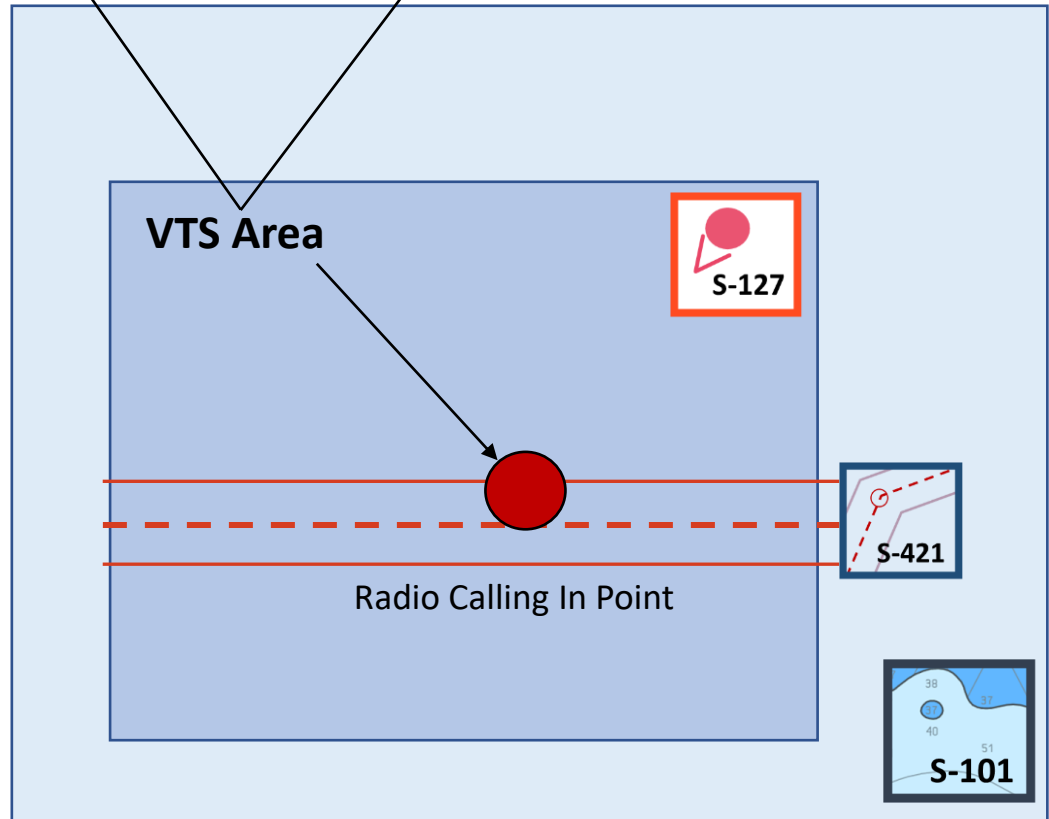 VTS Area
S-127
S-421
Radio Calling In Point
38
37
37
40
51
S-101